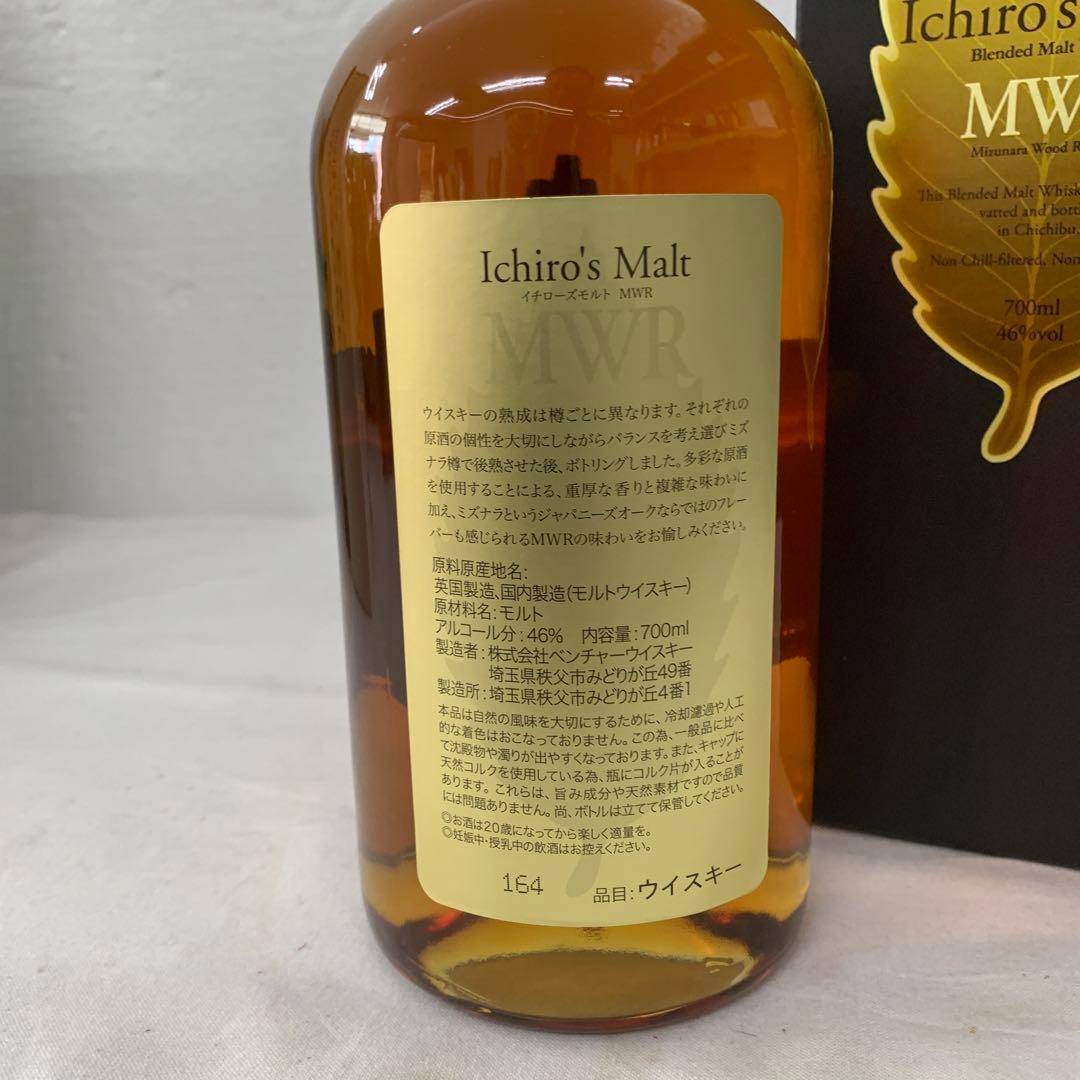 Ichiro's Malt
イチローズモルト MWR
MWR
ウイスキーの熟成は樽ごとに異なります。それぞれの
原酒の個性を大切にしながらバランスを考え選びミズ
ナラ樽で後熟させた後、ボトリングしました。多彩な原酒
を使用することによる、重厚な香りと複雑な味わいに
加え、ミズナラというジャパニーズオークならではのフレー
バーも感じられるMWRの味わいをお愉しみください。
原料原産地名:
英国製造、国内製造(モルトウイスキー)
原材料名:モルト
アルコール分:46% 内容量:700ml
製造者:株式会社ベンチャーウイスキー
埼玉県秩父市みどりが丘49番
製造所:埼玉県秩父市みどりが丘4番1
本品は自然の風味を大切にするために、冷却濾過や人工
的な着色はおこなっておりません。この為、一般品に比べ
て沈殿物や濁りが出やすくなっております。また、キャップに
天然コルクを使用している為、瓶にコルク片が入ることが
あります。これらは、旨み成分や天然素材ですので品質
には問題ありません。尚、ボトルは立てて保管してください。
◎お酒は20歳になってから楽しく適量を。
◎妊娠中・授乳中の飲酒はお控えください。
164 品目:ウイスキー
Ichiro's
Blended Malt
MW
Mizunara Wood R
This Blended Malt Whisk
vatted and bott
in Chichibu.
Non Chill-filtered, Non
700ml
46%vol